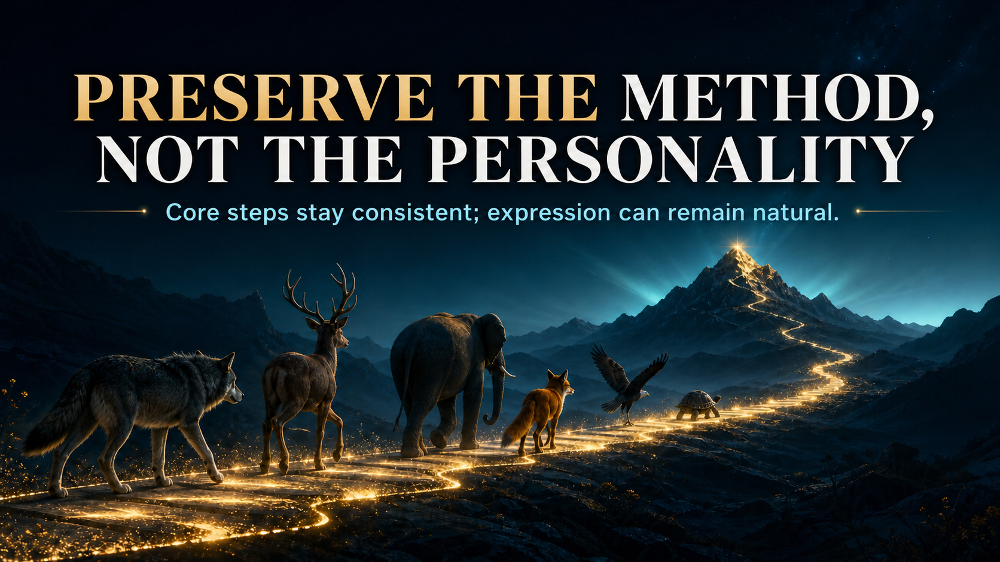 PRESERVE THE METHOD,
NOT THE PERSONALITY
Core steps stay consistent; expression can remain natural.